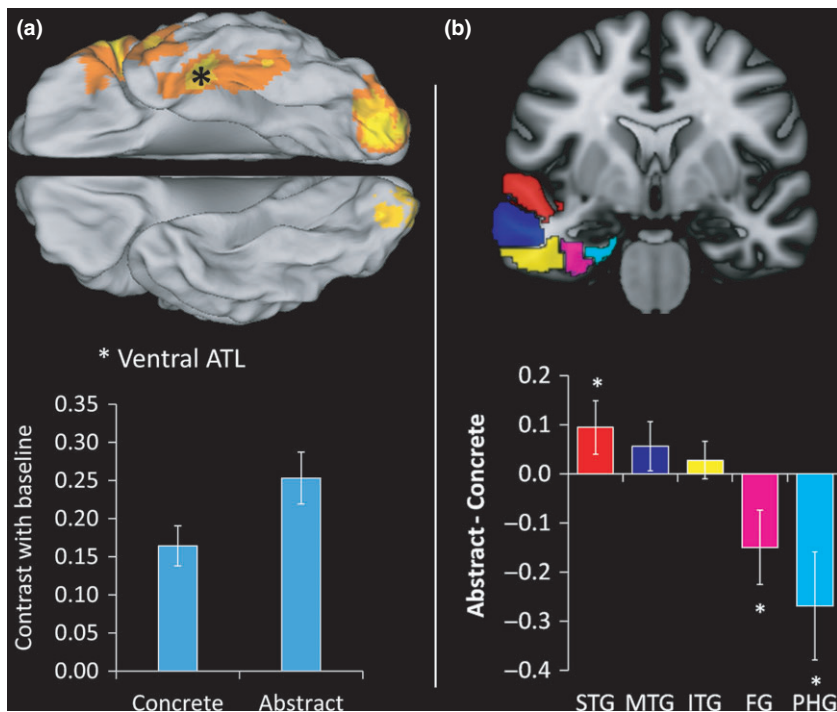 (a)
* Ventral ATL
Contrast with baseline
0.35
0.30
0.25
0.20
0.15
0.10
0.05
0.00
Concrete Abstract
(b)
Abstract - Concrete
0.2
0.1
0.0
–0.1
–0.2
–0.3
–0.4
STG MTG ITG FG PHG